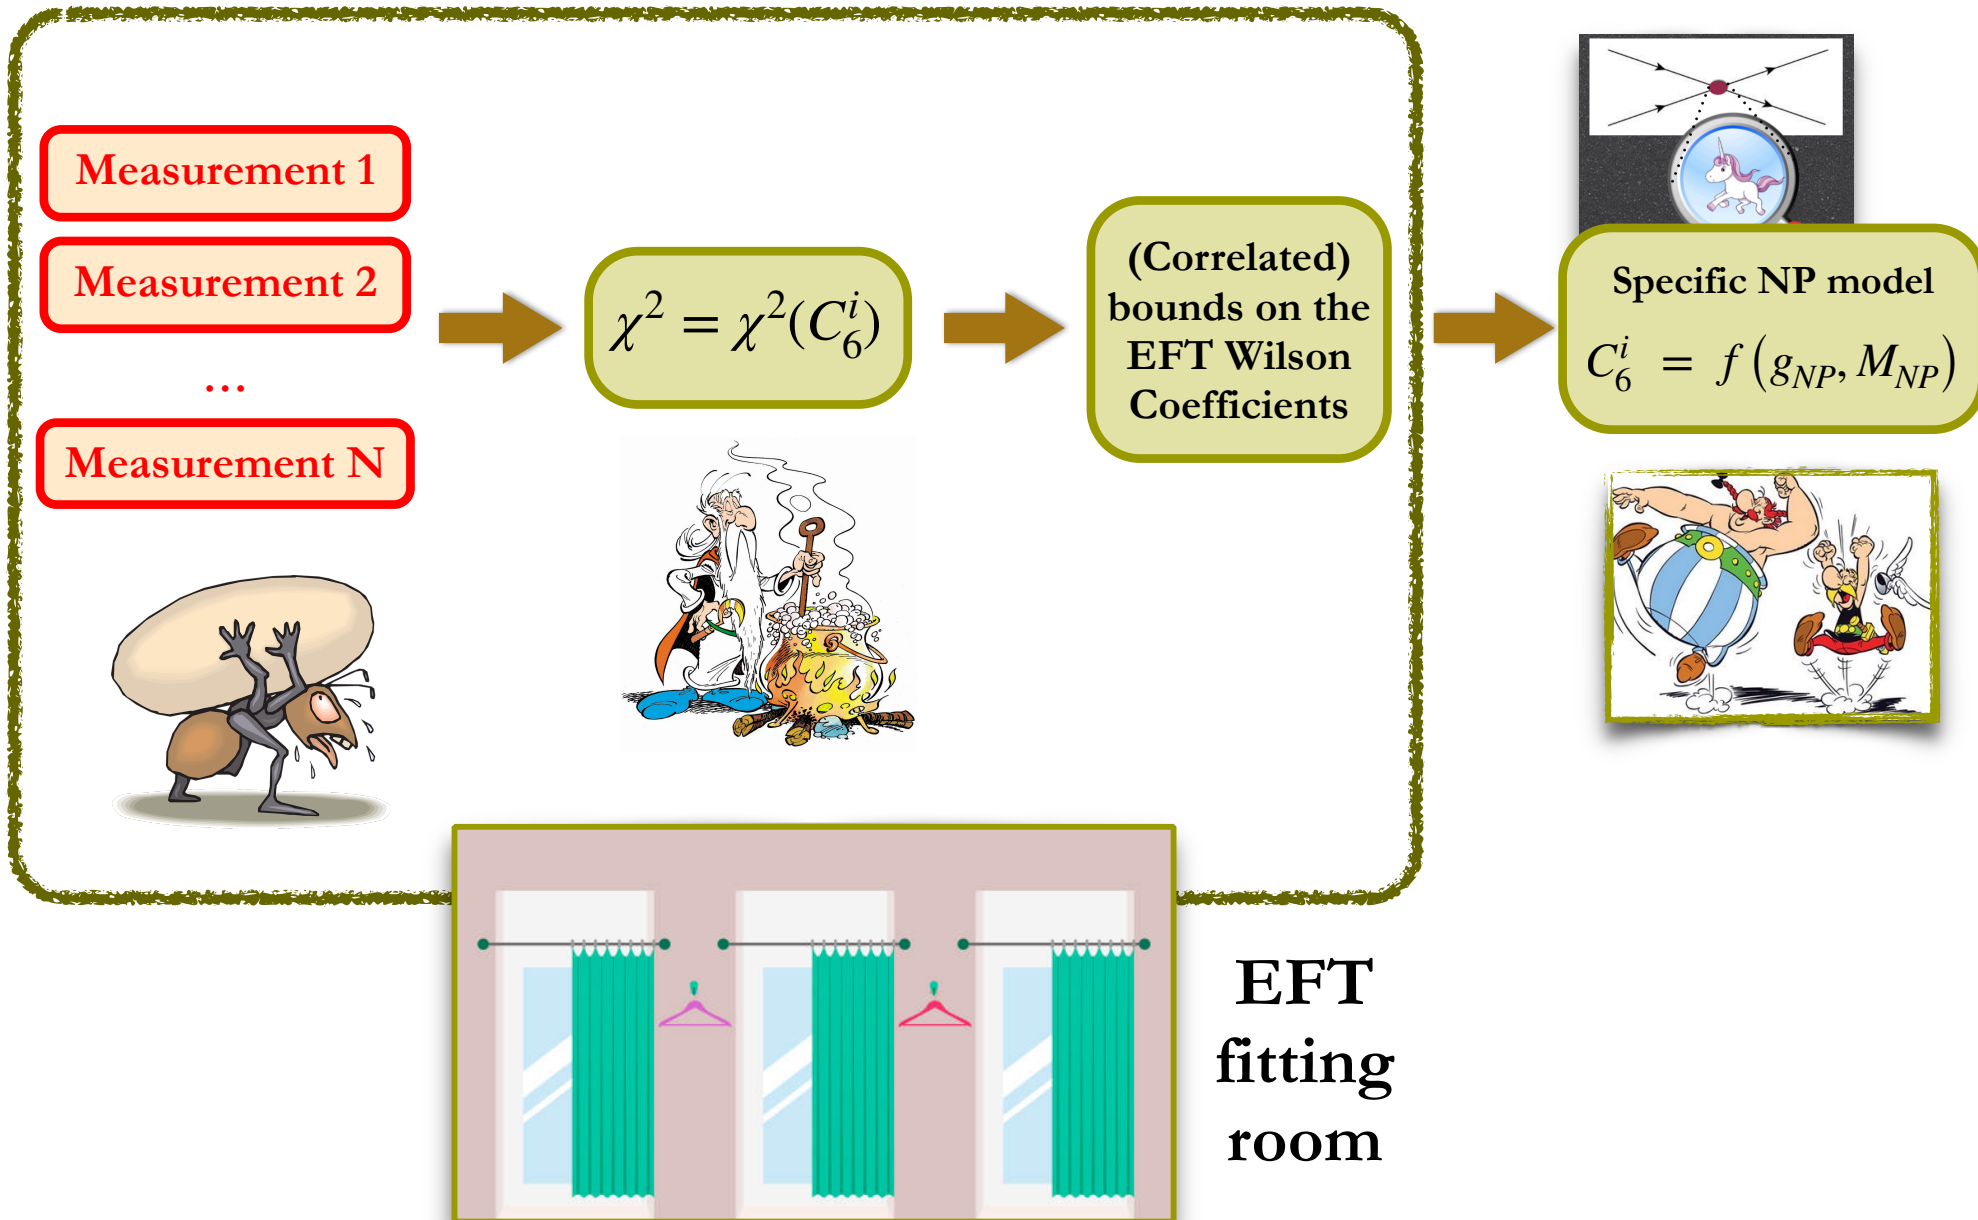 Measurement 1
Measurement 2
...
Measurement N
χ² = χ²(C₆ⁱ)
(Correlated)
bounds on the
EFT Wilson
Coefficients
Specific NP model
C₆ⁱ = f (g_NP, M_NP)
EFT
fitting
room